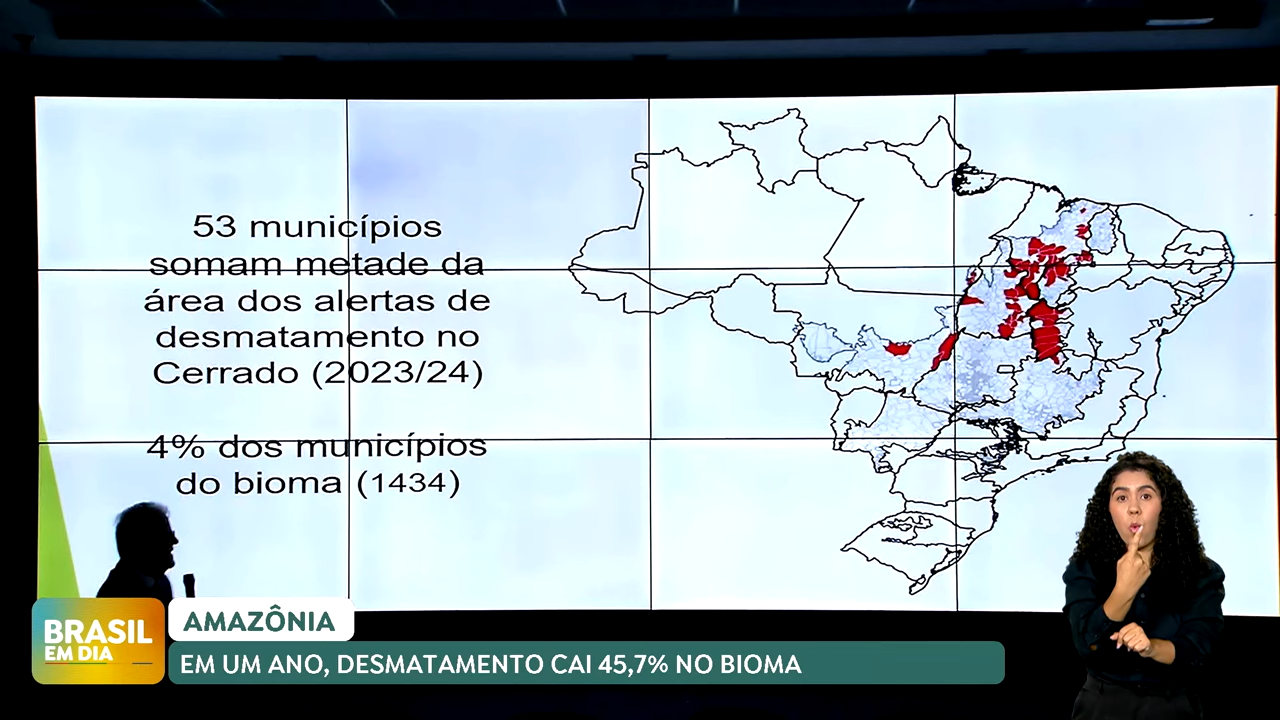 53 municípios
somam metade da
área dos alertas de
desmatamento no
Cerrado (2023/24)
4% dos municípios
do bioma (1434)
BRASIL
EM DIA
AMAZÔNIA
EM UM ANO, DESMATAMENTO CAI 45,7% NO BIOMA